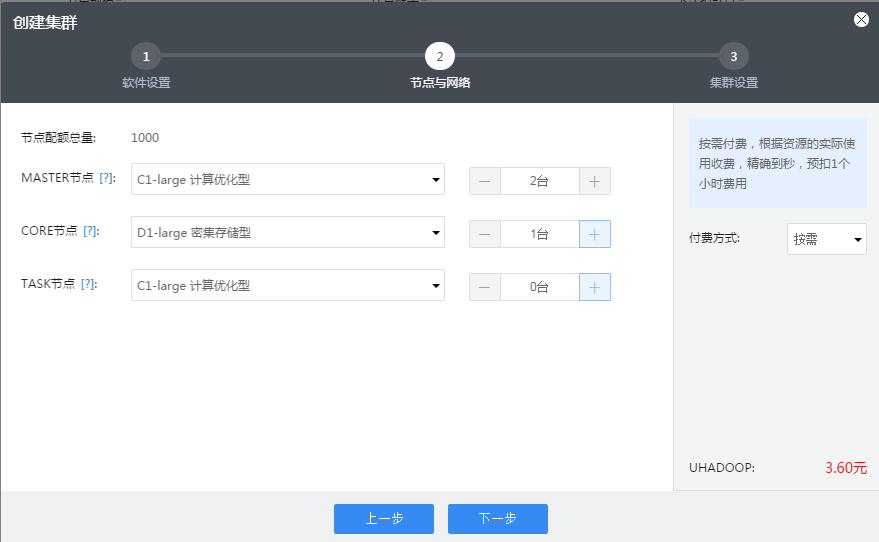 创建集群
1
2
3
软件设置
节点与网络
集群设置
节点配额总量:
1000
MASTER节点 [?]:
C1-large 计算优化型
2台
CORE节点 [?]:
D1-large 密集存储型
1台
TASK节点 [?]:
C1-large 计算优化型
0台
按需付费，根据资源的实际使
用收费，精确到秒，预扣1个
小时费用
付费方式:
按需
UHADOOP:
3.60元
上一步
下一步